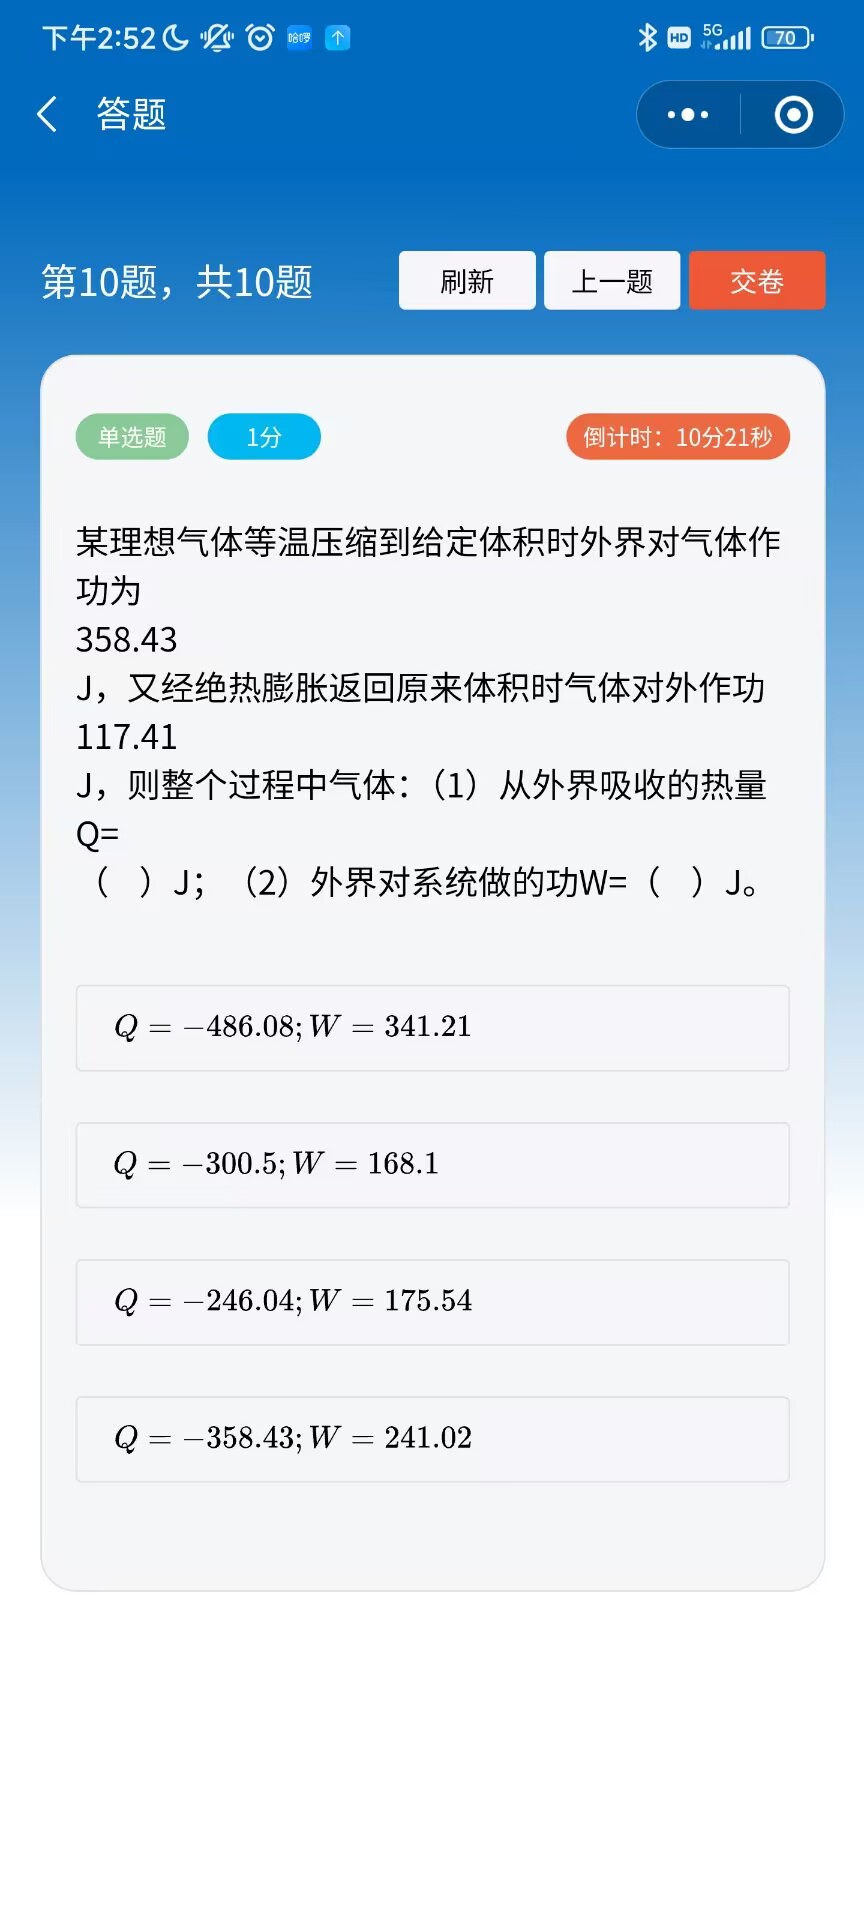 下午2:52 哈啰 HD 5G 70
答题
第10题，共10题 刷新 上一题 交卷
单选题 1分 倒计时：10分21秒
某理想气体等温压缩到给定体积时外界对气体作
功为
358.43
J，又经绝热膨胀返回原来体积时气体对外作功
117.41
J，则整个过程中气体：（1）从外界吸收的热量
Q=
（ ）J；（2）外界对系统做的功W=（ ）J。
Q = −486.08; W = 341.21
Q = −300.5; W = 168.1
Q = −246.04; W = 175.54
Q = −358.43; W = 241.02